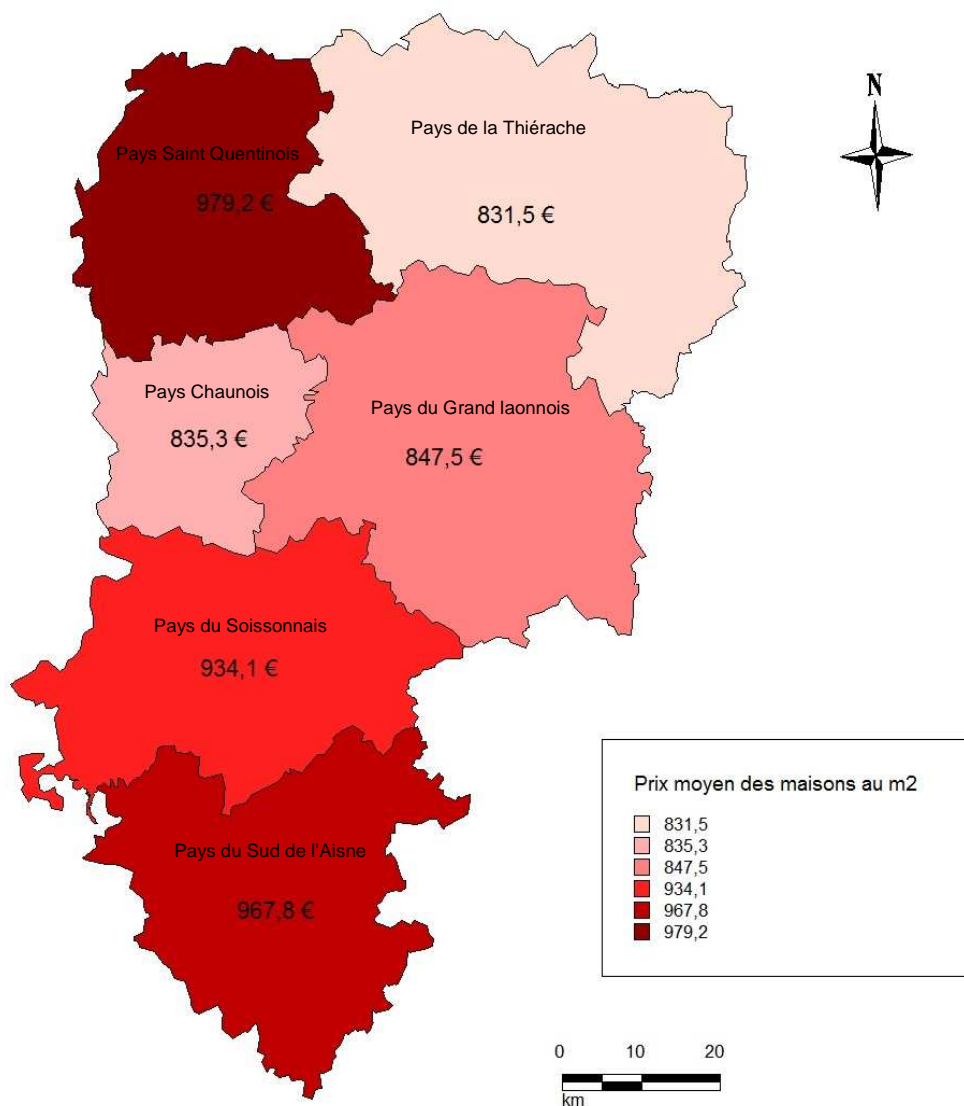 N
Pays de la Thiérache
Pays Saint Quentinois
979,2 €
831,5 €
Pays Chaunois
835,3 €
Pays du Grand laonnois
847,5 €
Pays du Soissonnais
934,1 €
Pays du Sud de l'Aisne
967,8 €
Prix moyen des maisons au m2
831,5
835,3
847,5
934,1
967,8
979,2
0 10 20
km